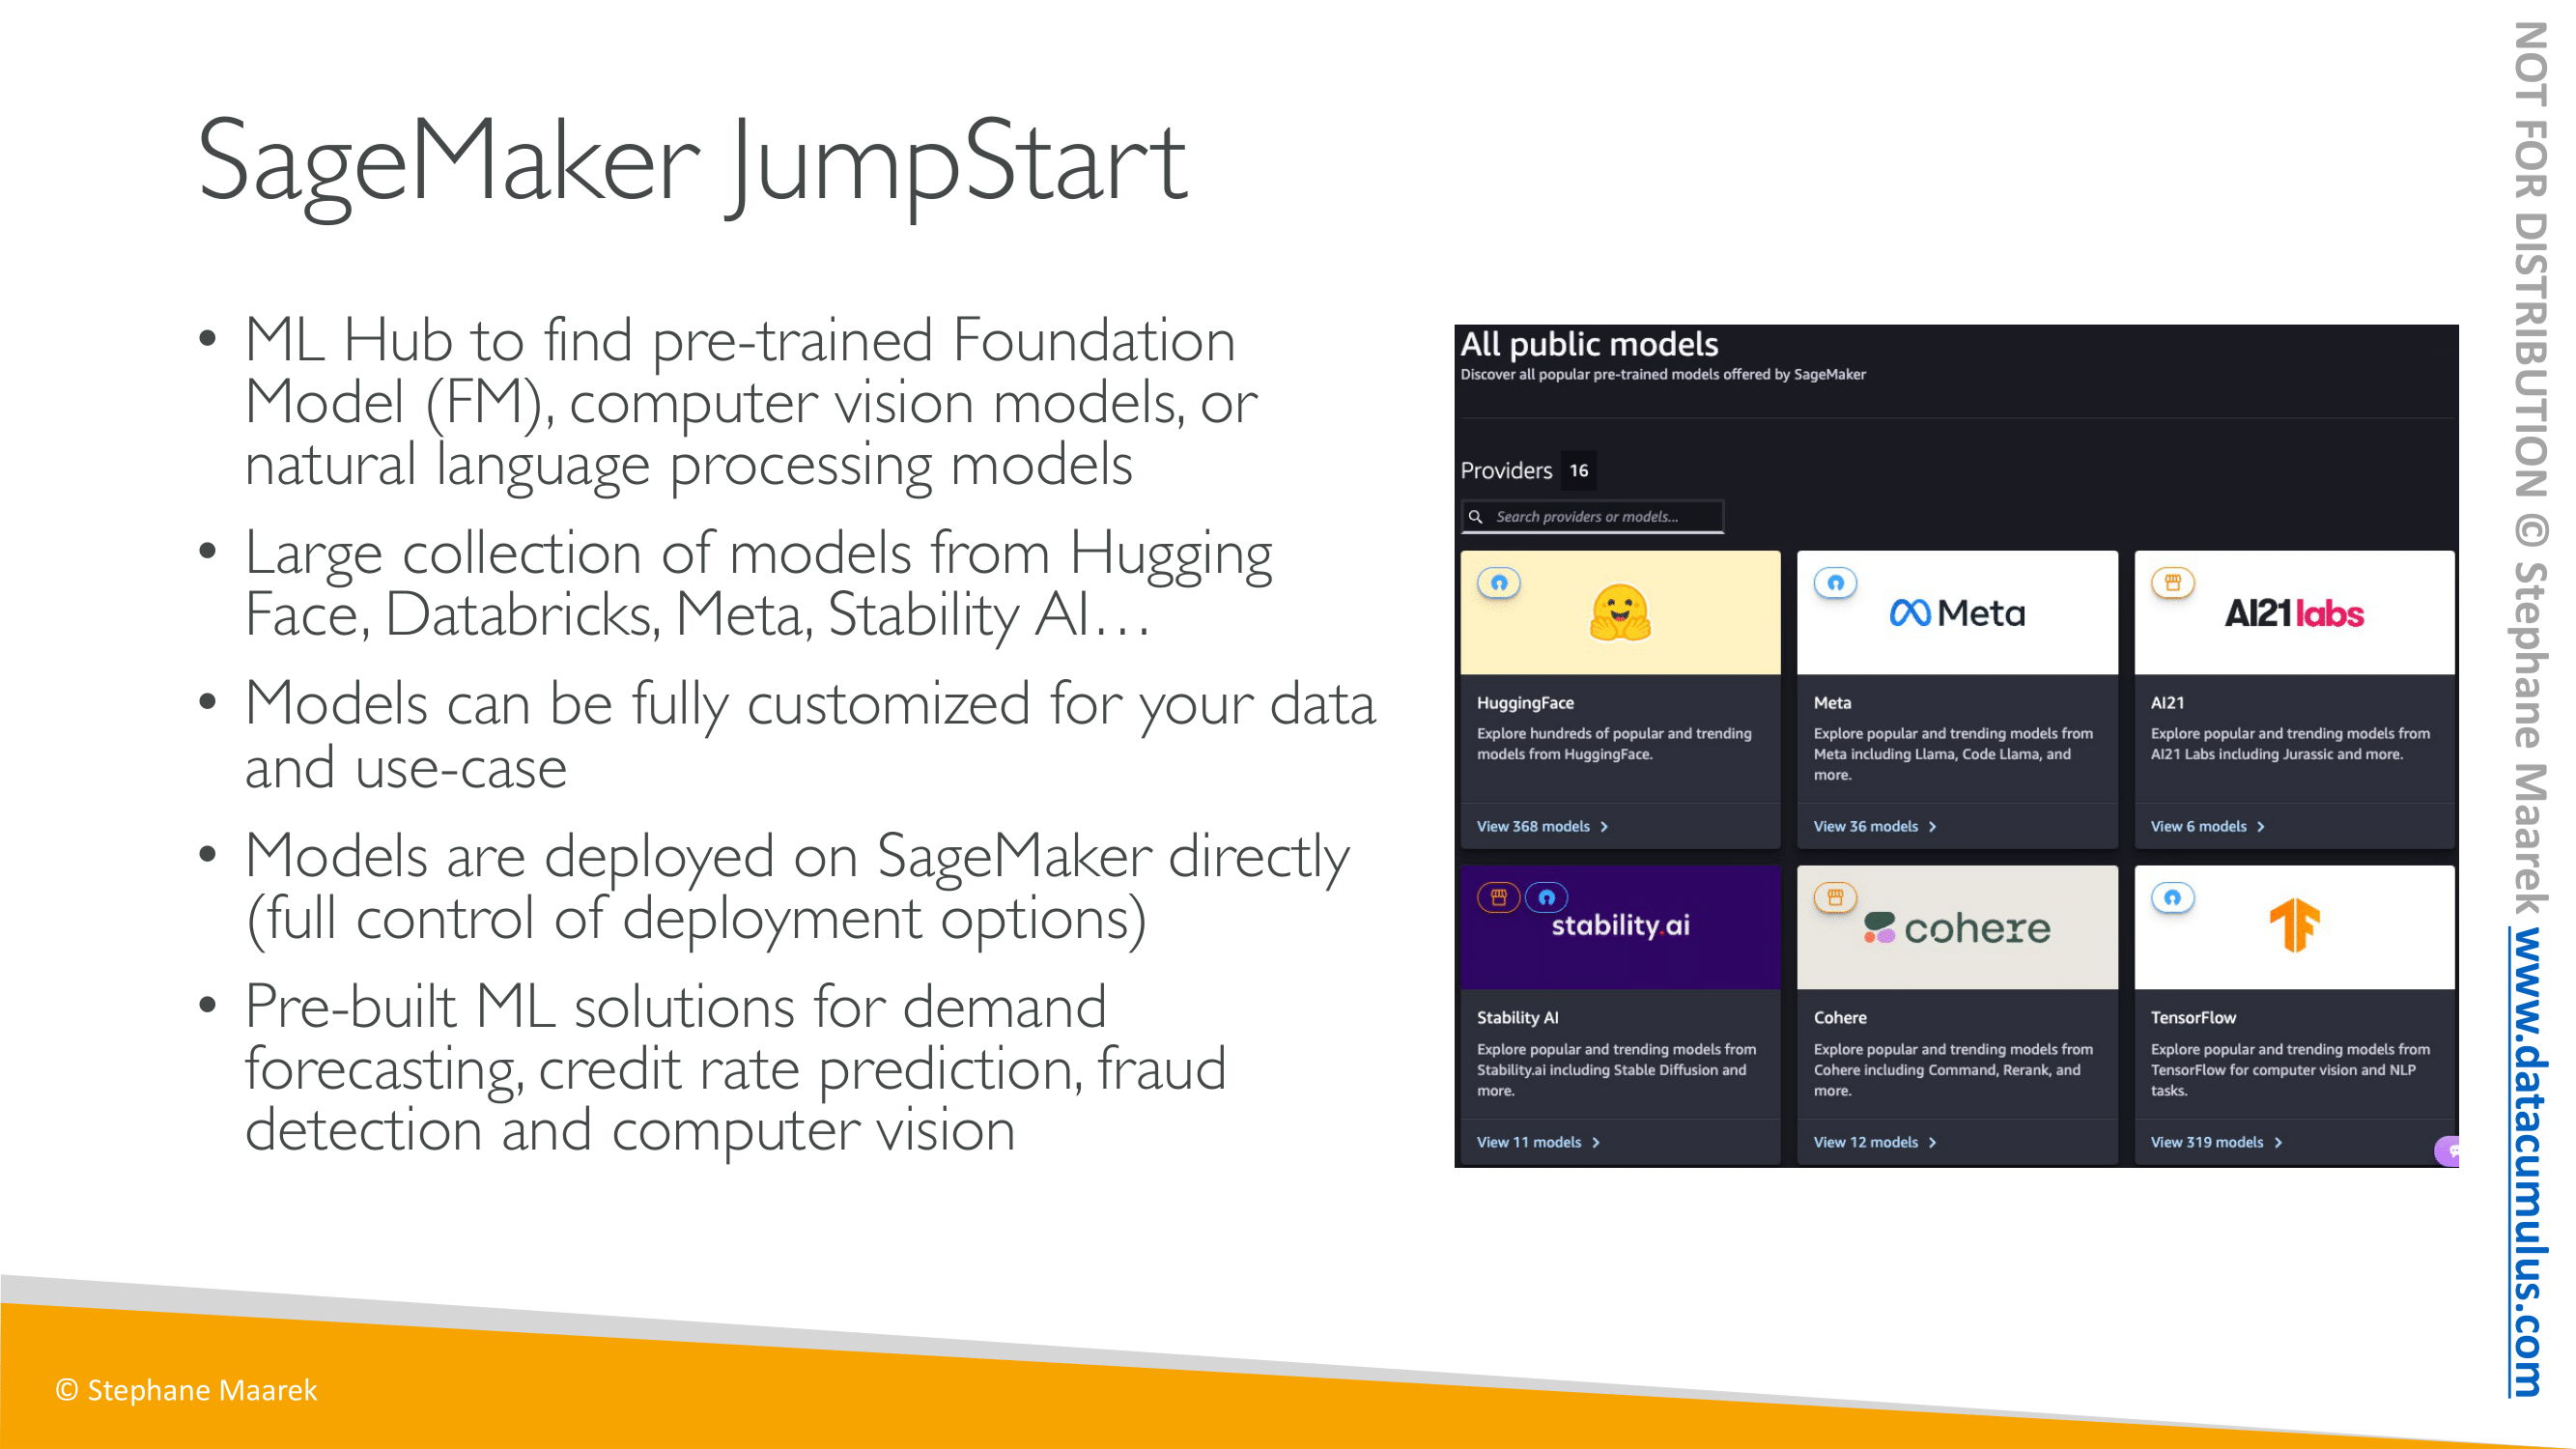 SageMaker JumpStart
• ML Hub to find pre-trained Foundation
Model (FM), computer vision models, or
natural language processing models
• Large collection of models from Hugging
Face, Databricks, Meta, Stability AI…
• Models can be fully customized for your data
and use-case
• Models are deployed on SageMaker directly
(full control of deployment options)
• Pre-built ML solutions for demand
forecasting, credit rate prediction, fraud
detection and computer vision
All public models
Discover all popular pre-trained models offered by SageMaker
Providers 16
Search providers or models...
HuggingFace
Explore hundreds of popular and trending
models from HuggingFace.
View 368 models >
Meta
Meta
Explore popular and trending models from
Meta including Llama, Code Llama, and
more.
View 36 models >
AI21labs
AI21
Explore popular and trending models from
AI21 Labs including Jurassic and more.
View 6 models >
stability.ai
Stability AI
Explore popular and trending models from
Stability.ai including Stable Diffusion and
more.
View 11 models >
cohere
Cohere
Explore popular and trending models from
Cohere including Command, Rerank, and
more.
View 12 models >
TensorFlow
Explore popular and trending models from
TensorFlow for computer vision and NLP
tasks.
View 319 models >
© Stephane Maarek
NOT FOR DISTRIBUTION © Stephane Maarek www.datacumulus.com